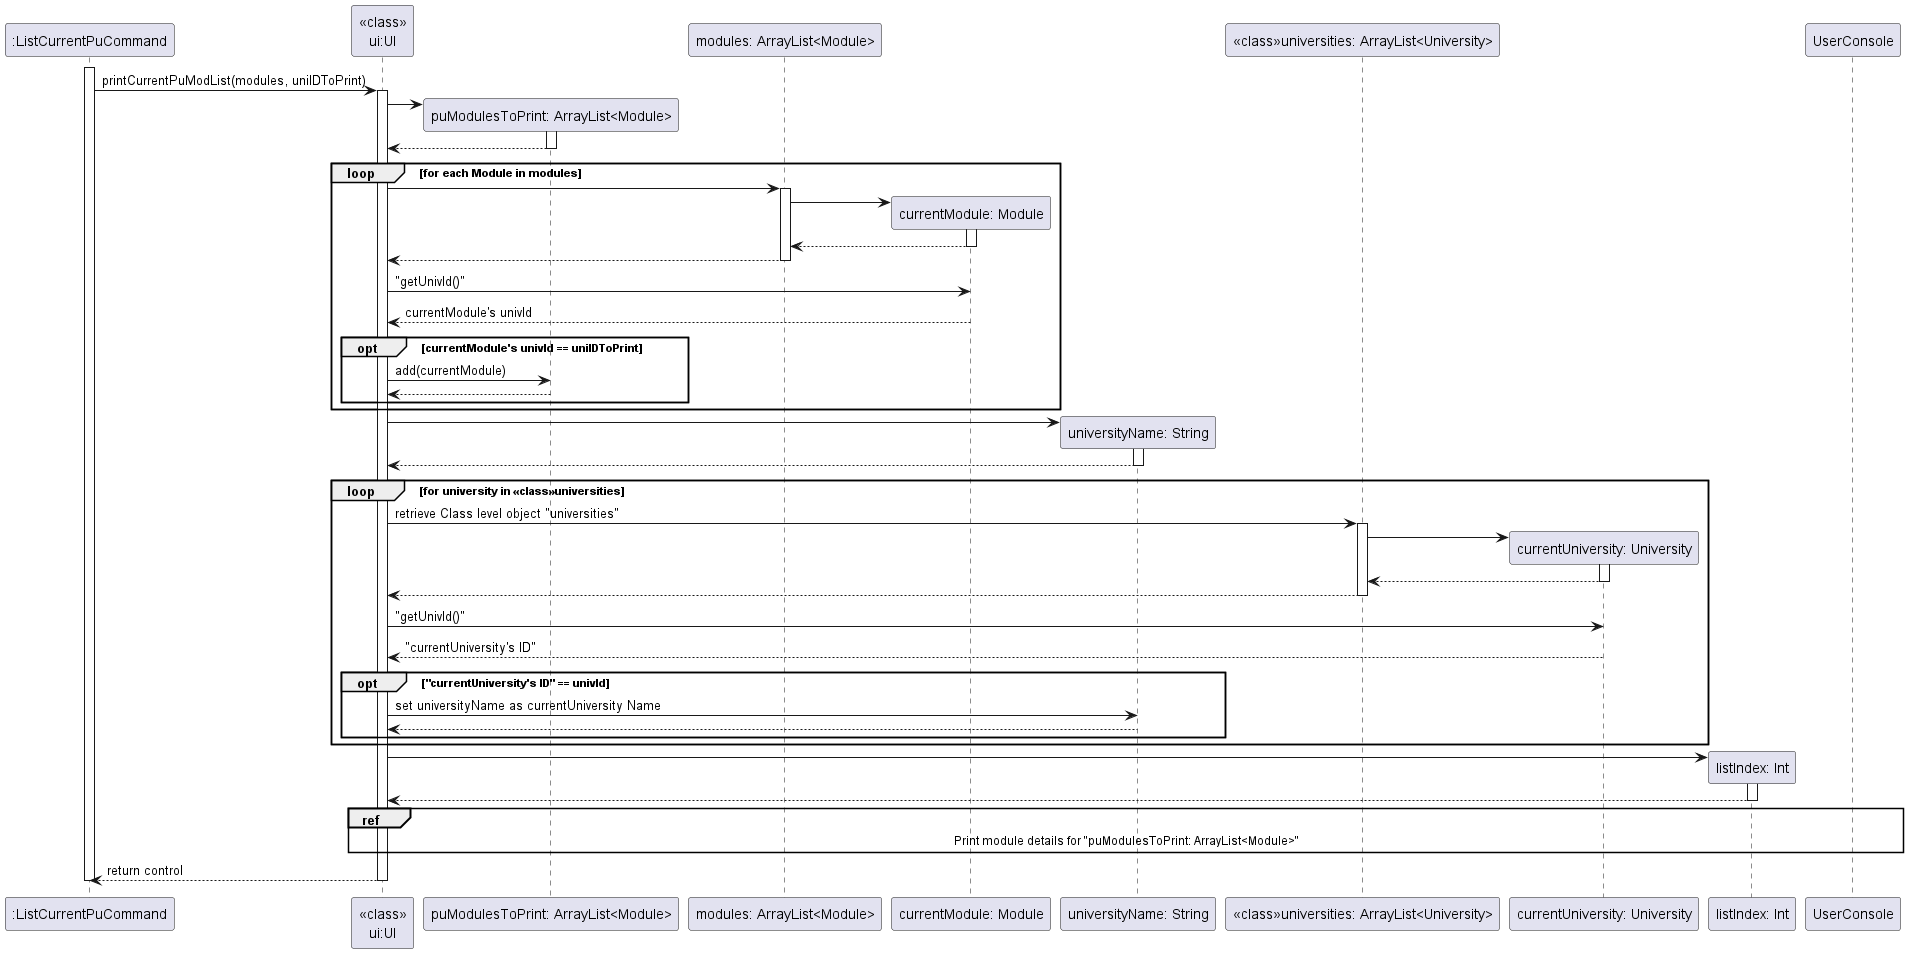 :ListCurrentPuCommand
«class»
ui:UI
modules: ArrayList<Module>
«class»universities: ArrayList<University>
UserConsole
printCurrentPuModList(modules, uniIDToPrint)
puModulesToPrint: ArrayList<Module>
loop
[for each Module in modules]
currentModule: Module
"getUnivId()"
currentModule's univId
opt
[currentModule's univId == uniIDToPrint]
add(currentModule)
universityName: String
loop
[for university in «class»universities]
retrieve Class level object "universities"
currentUniversity: University
"getUnivId()"
"currentUniversity's ID"
opt
["currentUniversity's ID" == univId]
set universityName as currentUniversity Name
listIndex: Int
ref
Print module details for "puModulesToPrint: ArrayList<Module>"
return control
:ListCurrentPuCommand
«class»
ui:UI
puModulesToPrint: ArrayList<Module>
modules: ArrayList<Module>
currentModule: Module
universityName: String
«class»universities: ArrayList<University>
currentUniversity: University
listIndex: Int
UserConsole